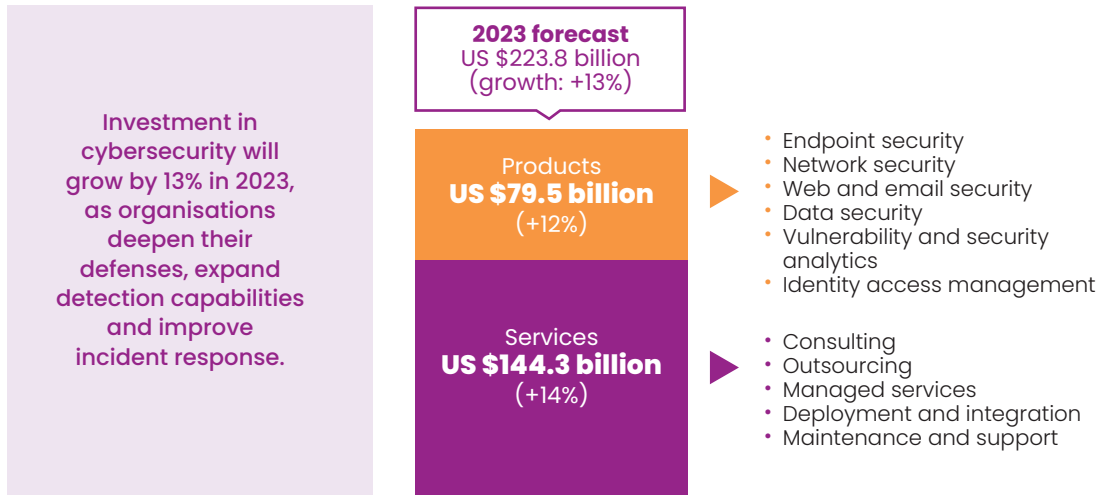 Investment in
cybersecurity will
grow by 13% in 2023,
as organisations
deepen their
defenses, expand
detection capabilities
and improve
incident response.
2023 forecast
US $223.8 billion
(growth: +13%)
Products
US $79.5 billion
(+12%)
• Endpoint security
• Network security
• Web and email security
• Data security
• Vulnerability and security
analytics
• Identity access management
Services
US $144.3 billion
(+14%)
• Consulting
• Outsourcing
• Managed services
• Deployment and integration
• Maintenance and support